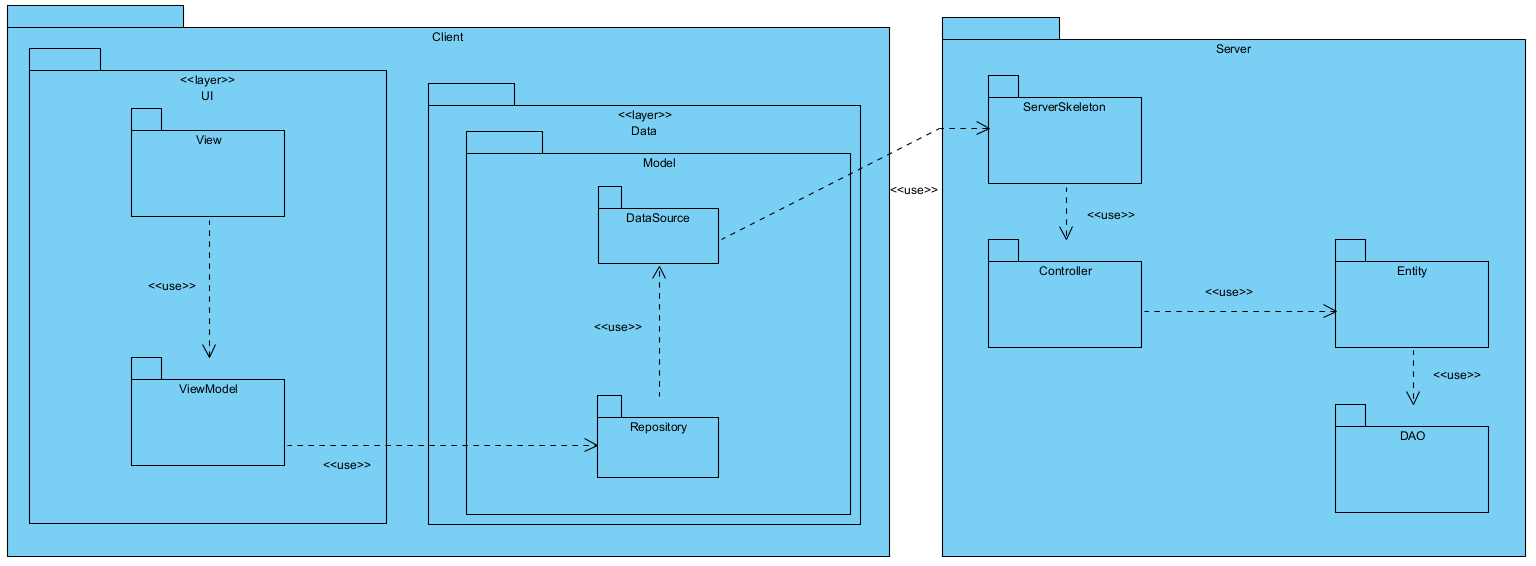 Client
<<layer>>
UI
View
<<use>>
ViewModel
<<use>>
<<layer>>
Data
Model
DataSource
<<use>>
Repository
<<use>>
Server
ServerSkeleton
<<use>>
Controller
<<use>>
Entity
<<use>>
DAO